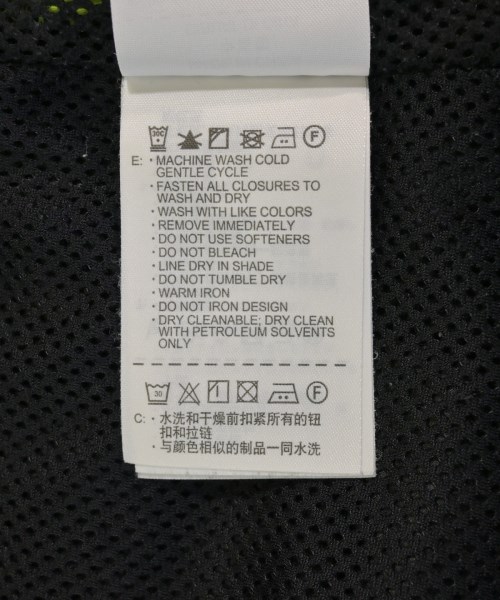 30C F
E: · MACHINE WASH COLD
GENTLE CYCLE
· FASTEN ALL CLOSURES TO
WASH AND DRY
· WASH WITH LIKE COLORS
· REMOVE IMMEDIATELY
· DO NOT USE SOFTENERS
· DO NOT BLEACH
· LINE DRY IN SHADE
· DO NOT TUMBLE DRY
· WARM IRON
· DO NOT IRON DESIGN
· DRY CLEANABLE; DRY CLEAN
WITH PETROLEUM SOLVENTS
ONLY
30 F
C: · 水洗和干燥前扣紧所有的钮
扣和拉链
· 与颜色相似的制品一同水洗